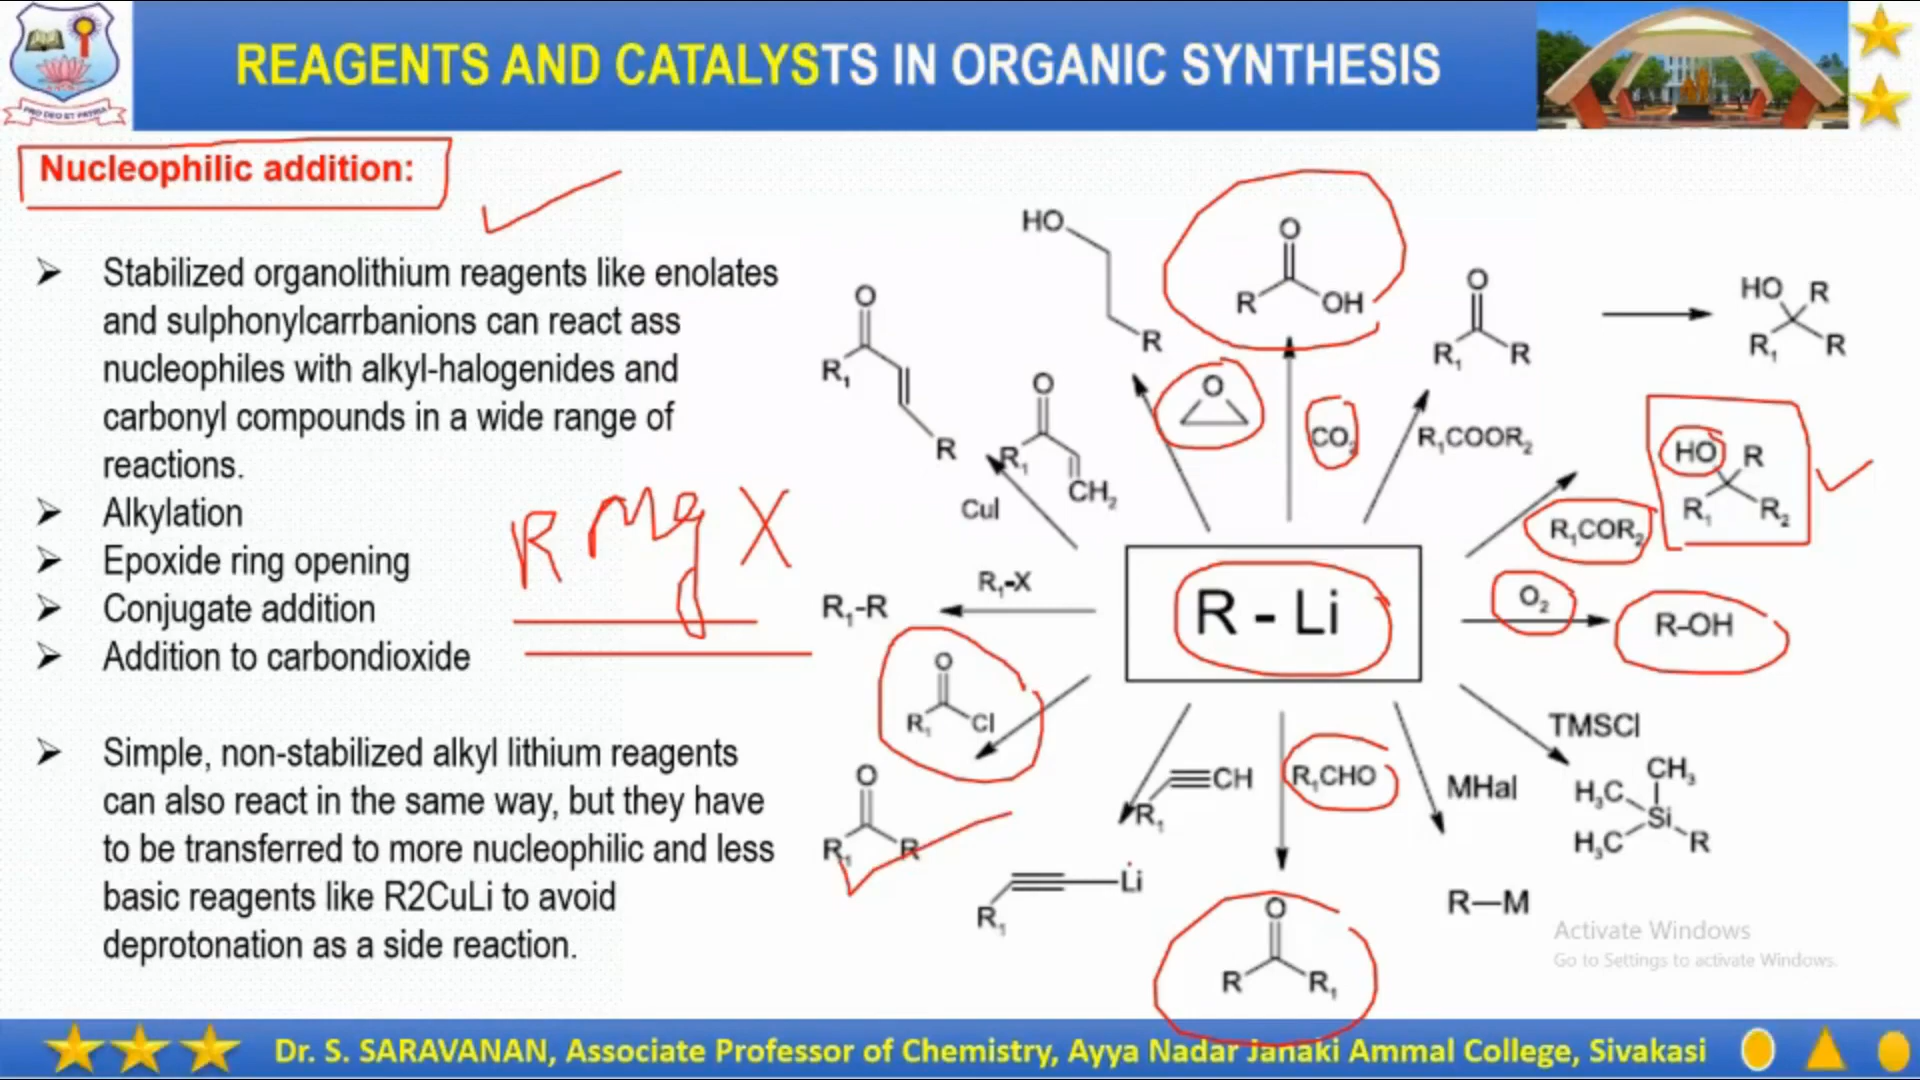 PRO DEO ET PATRIA
REAGENTS AND CATALYSTS IN ORGANIC SYNTHESIS
Nucleophilic addition:
➢ Stabilized organolithium reagents like enolates
and sulphonylcarrbanions can react ass
nucleophiles with alkyl-halogenides and
carbonyl compounds in a wide range of
reactions.
➢ Alkylation
➢ Epoxide ring opening
➢ Conjugate addition
➢ Addition to carbondioxide
➢ Simple, non-stabilized alkyl lithium reagents
can also react in the same way, but they have
to be transferred to more nucleophilic and less
basic reagents like R2CuLi to avoid
deprotonation as a side reaction.
R Mg X
HO
R
O
R OH
O
R₁ R
HO R
R₁ R
O
R₁
R
O
R₁
CH₂
CuI
O
CO₂
R₁COOR₂
HO R
R₁ R₂
R₁COR₂
R₁-X
R₁-R
R - Li
O₂
R-OH
O
R₁ Cl
O
R₁ R
CH
R₁
Li
R₁
R₁CHO
O
R R₁
MHal
R—M
TMSCl
CH₃
H₃C
Si
H₃C R
Activate Windows
Go to Settings to activate Windows.
Dr. S. SARAVANAN, Associate Professor of Chemistry, Ayya Nadar Janaki Ammal College, Sivakasi